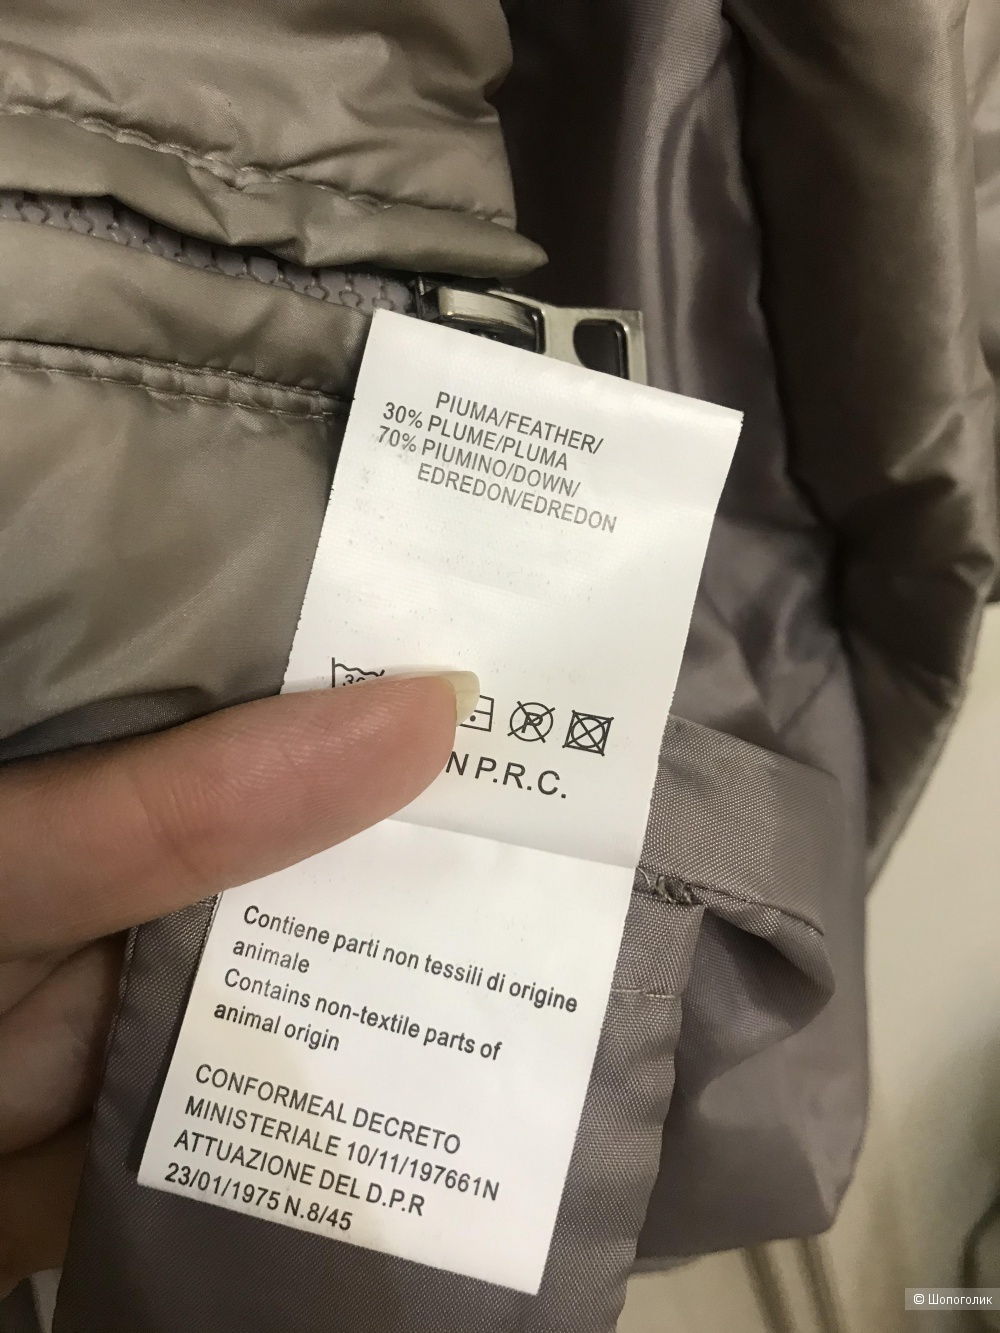 PIUMA/FEATHER/
30% PLUME/PLUMA
70% PIUMINO/DOWN/
EDREDON/EDREDON
30
P
N P.R.C.
Contiene parti non tessili di origine
animale
Contains non-textile parts of
animal origin
CONFORMEAL DECRETO
MINISTERIALE 10/11/197661N
ATTUAZIONE DEL D.P.R
23/01/1975 N.8/45
© Шопоголик